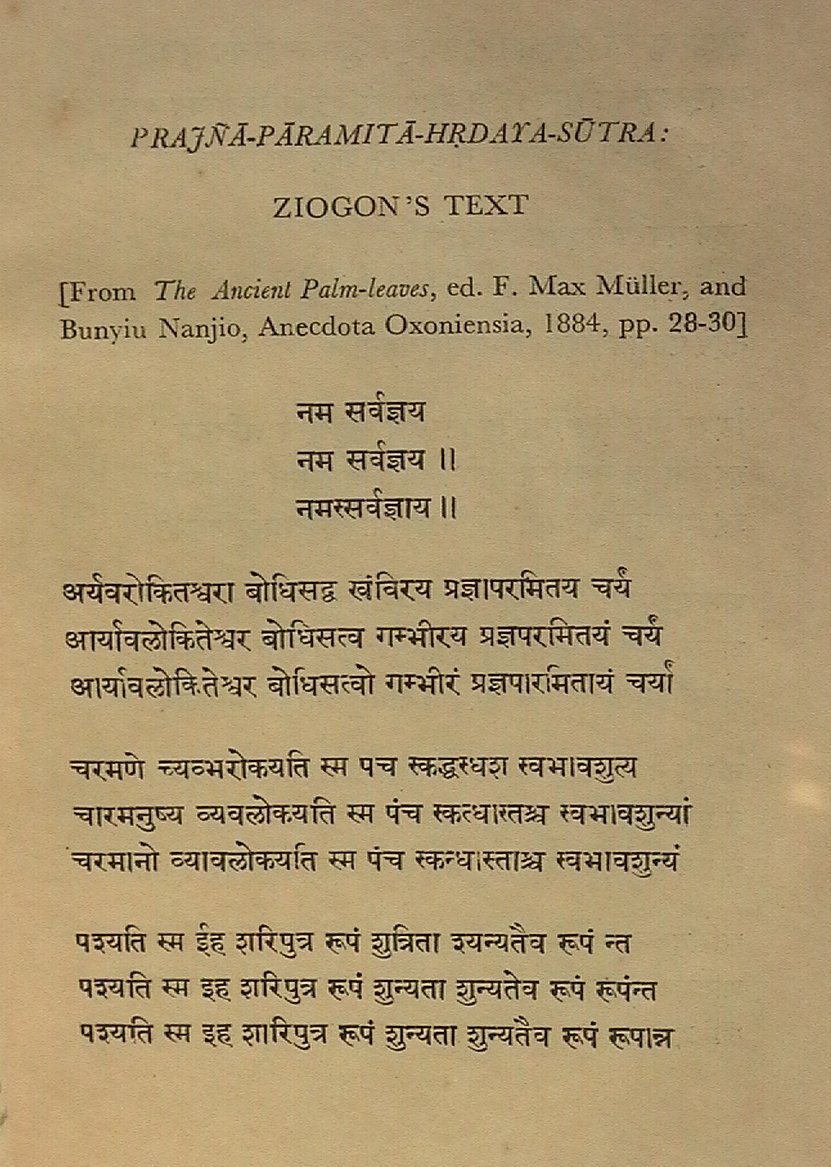 PRAJÑĀ-PĀRAMITĀ-HṚDAYA-SŪTRA:
ZIOGON'S TEXT
[From The Ancient Palm-leaves, ed. F. Max Müller, and
Bunyiu Nanjio, Anecdota Oxoniensia, 1884, pp. 28-30]
नम सर्वज्ञय
नम सर्वज्ञय ॥
नमस्सर्वज्ञाय ॥
अर्यवरोकितश्वरा बोधिसद्व खंविरय प्रज्ञापरमितय चर्यं
आर्यावलोकितेश्वर बोधिसत्व गम्भीरय प्रज्ञपरमितयं चर्यं
आर्यावलोकितेश्वर बोधिसत्वो गम्भीरं प्रज्ञपारमितायं चर्यां
चरमणे च्यव्भरोकयति स्म पच स्कद्धस्धश स्वभावशुत्य
चारमनुष्य व्यवलोकयति स्म पंच स्कत्धास्तश्च स्वभावशुन्यां
चरमानो व्यावलोकयति स्म पंच स्कन्धास्ताश्च स्वभावशुन्यं
पश्यति स्म ईह शरिपुत्र रूपं शुत्रिता श्यन्यतैव रूपं न्त
पश्यति स्म इह शरिपुत्र रूपं शुन्यता शुन्यतेव रूपं रूपंन्त
पश्यति स्म इह शारिपुत्र रूपं शुन्यता शुन्यतैव रूपं रूपान्न